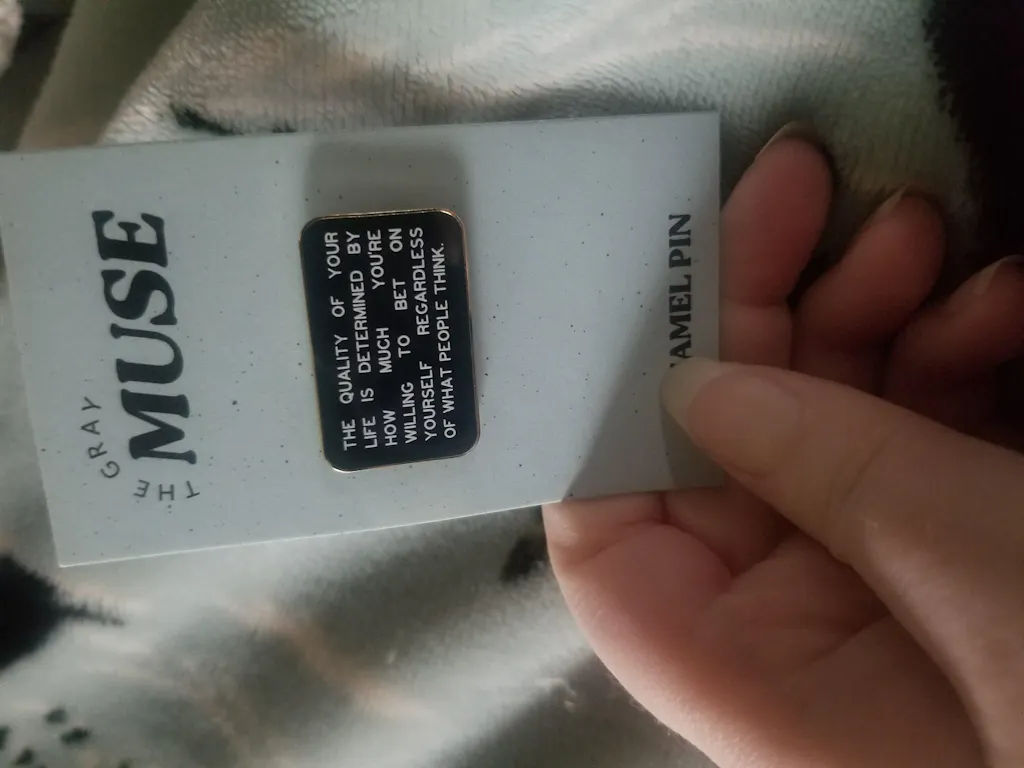 THE GRAY
MUSE
THE QUALITY OF YOUR
LIFE IS DETERMINED BY
HOW MUCH YOU'RE
WILLING TO BET ON
YOURSELF REGARDLESS
OF WHAT PEOPLE THINK.
AMEL PIN